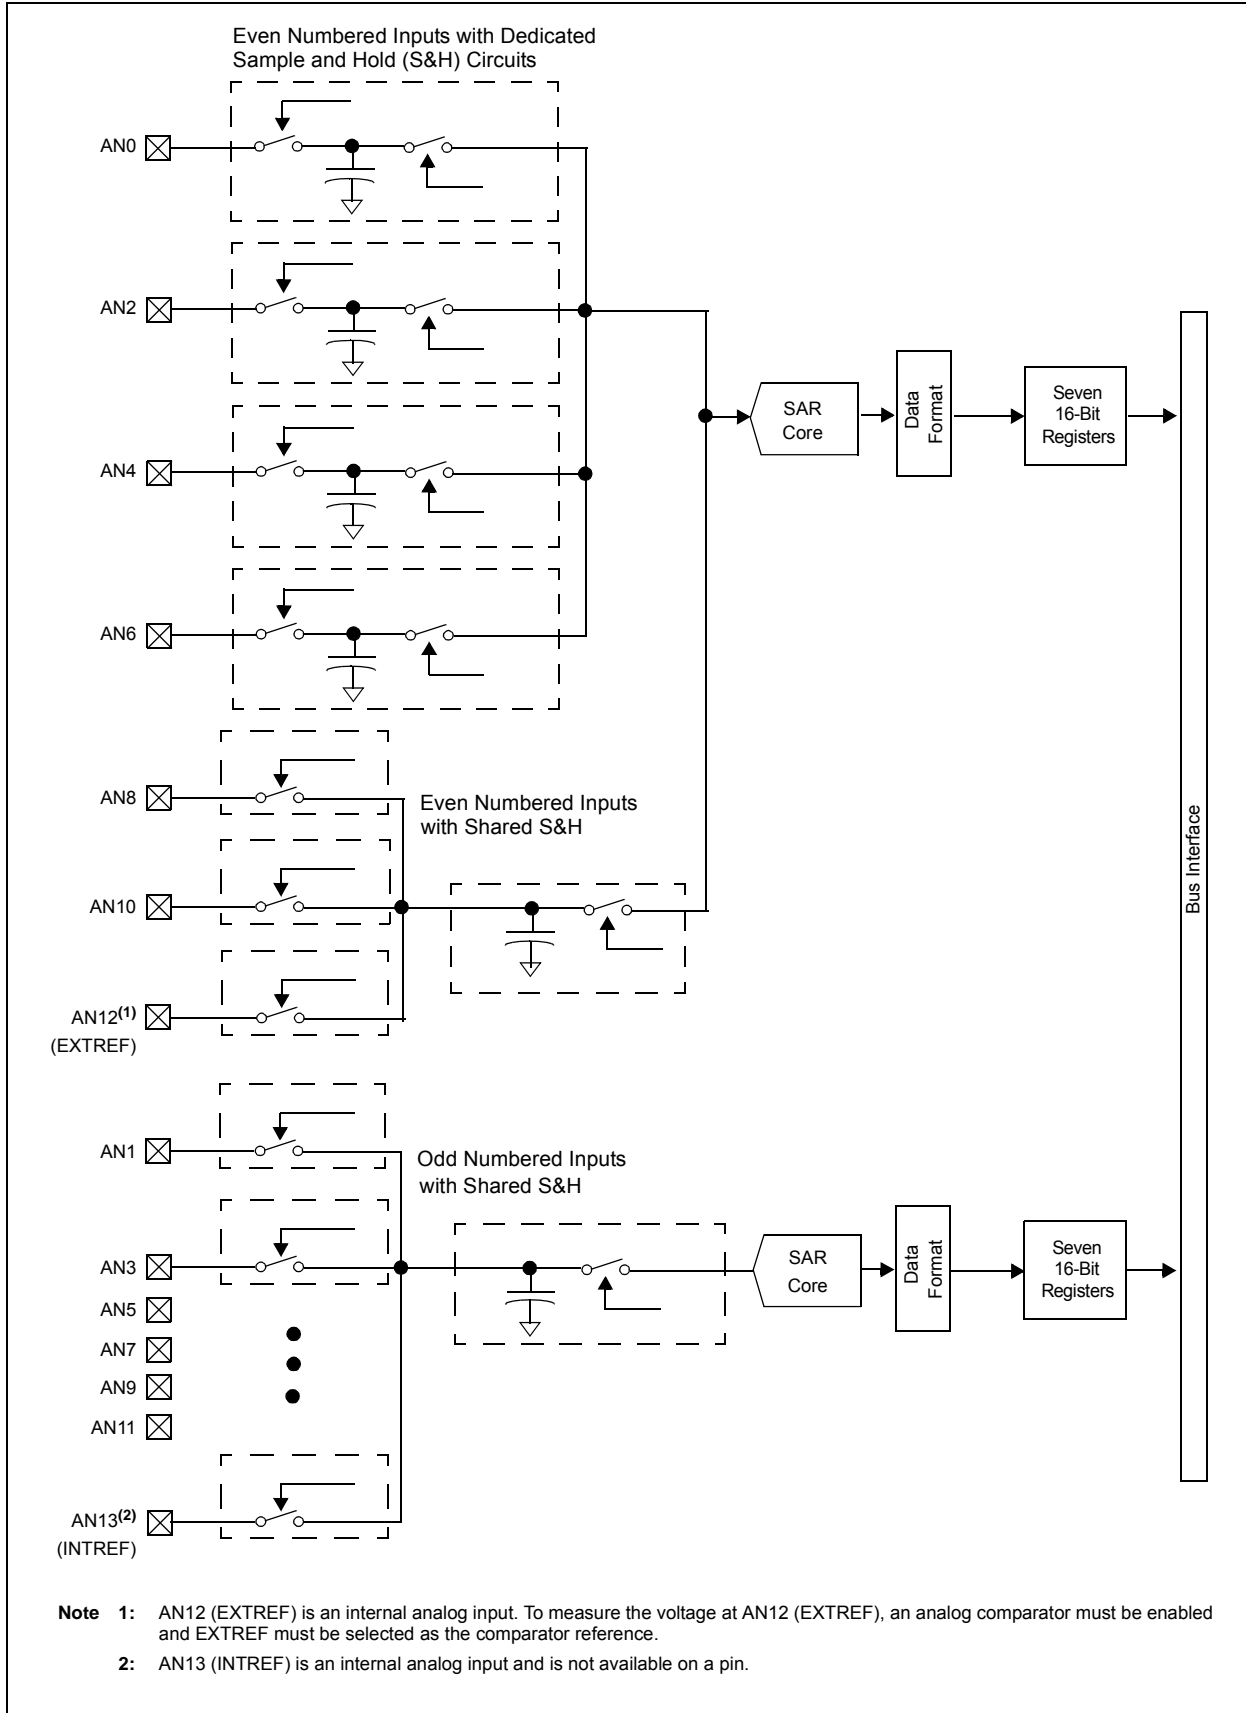 Even Numbered Inputs with Dedicated
Sample and Hold (S&H) Circuits
AN0
AN2
AN4
AN6
SAR
Core
Data
Format
Seven
16-Bit
Registers
AN8
Even Numbered Inputs
with Shared S&H
AN10
AN12(1)
(EXTREF)
Bus Interface
AN1
Odd Numbered Inputs
with Shared S&H
AN3
AN5
AN7
AN9
AN11
SAR
Core
Data
Format
Seven
16-Bit
Registers
AN13(2)
(INTREF)
Note 1: AN12 (EXTREF) is an internal analog input. To measure the voltage at AN12 (EXTREF), an analog comparator must be enabled
and EXTREF must be selected as the comparator reference.
2: AN13 (INTREF) is an internal analog input and is not available on a pin.